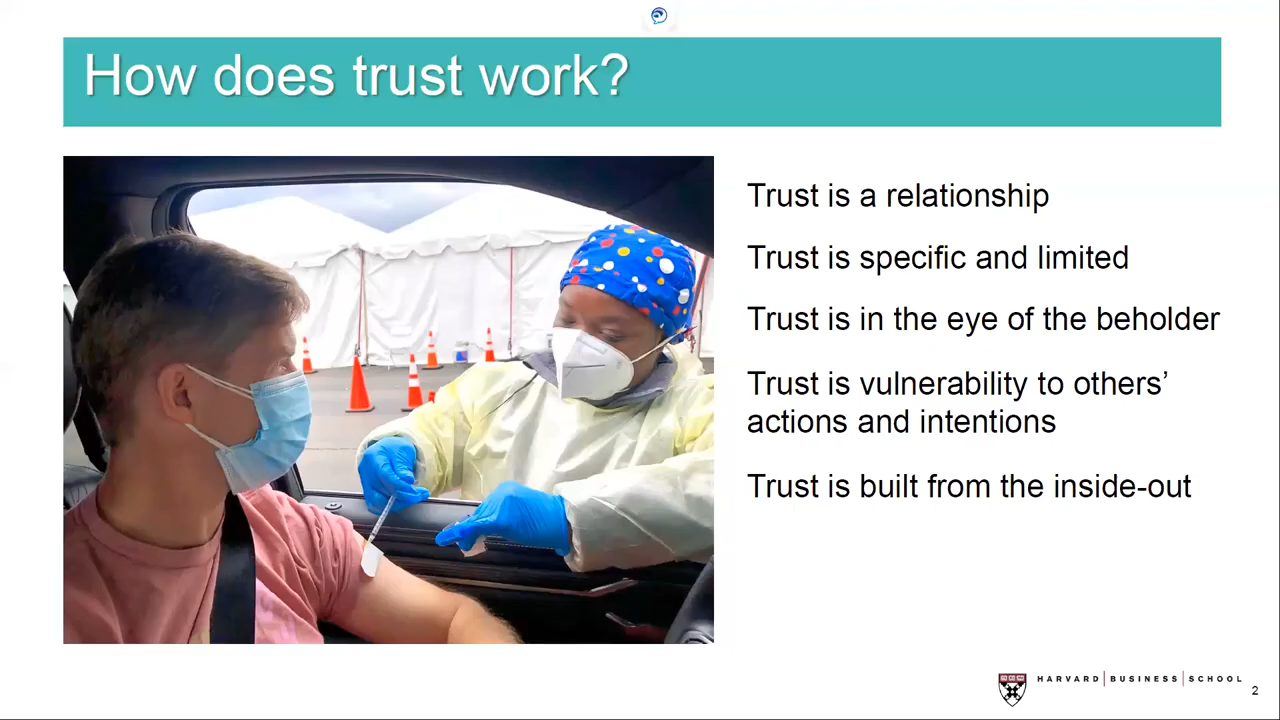 How does trust work?
Trust is a relationship
Trust is specific and limited
Trust is in the eye of the beholder
Trust is vulnerability to others’
actions and intentions
Trust is built from the inside-out
HARVARD | BUSINESS | SCHOOL
2